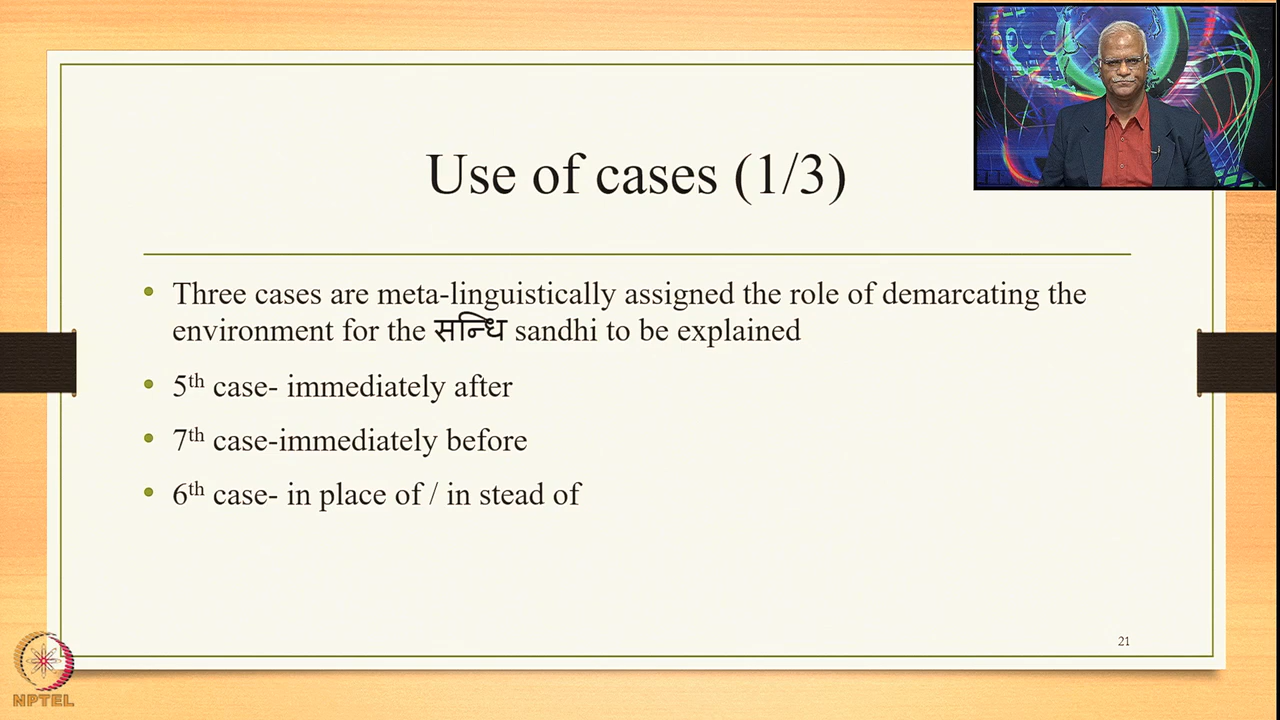 Use of cases (1/3)
• Three cases are meta-linguistically assigned the role of demarcating the
environment for the सन्धि sandhi to be explained
• 5th case- immediately after
• 7th case-immediately before
• 6th case- in place of / in stead of
21
NPTEL